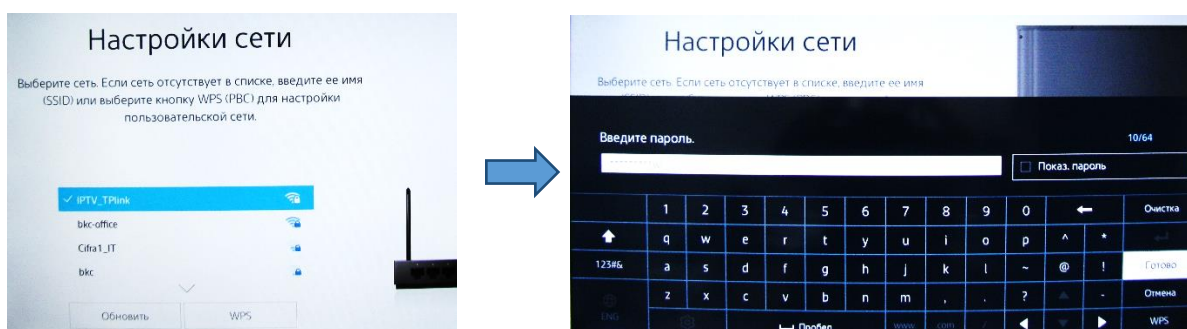 Настройки сети
Выберите сеть. Если сеть отсутствует в списке, введите ее имя
(SSID) или выберите кнопку WPS (PBC) для настройки
пользовательской сети.
IPTV_TPlink
bkc-office
Cifra1_IT
bkc
Обновить WPS
Настройки сети
Выберите сеть. Если сеть отсутствует в списке, введите ее имя
Введите пароль.
10/64
Показ. пароль
1 2 3 4 5 6 7 8 9 0 Очистка
q w e r t y u i o p ^ *
123#& a s d f g h j k l ~ @ ! Готово
z x c v b n m , . ? - Отмена
ENG Пробел www. .com / WPS